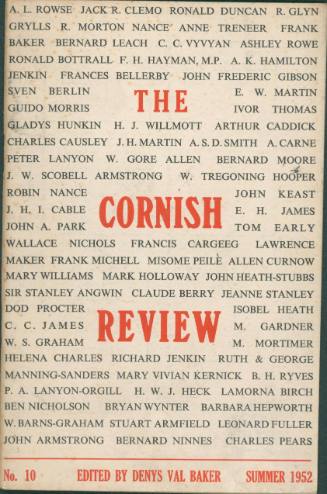 A. L. ROWSE JACK R. CLEMO RONALD DUNCAN R. GLYN
GRYLLS R. MORTON NANCE ANNE TRENEER FRANK
BAKER BERNARD LEACH C. C. VYVYAN ASHLEY ROWE
RONALD BOTTRALL F. H. HAYMAN, M.P. A. K. HAMILTON
JENKIN FRANCES BELLERBY JOHN FREDERIC GIBSON
SVEN BERLIN THE E. W. MARTIN
GUIDO MORRIS IVOR THOMAS
GLADYS HUNKIN H. J. WILLMOTT ARTHUR CADDICK
CHARLES CAUSLEY J. H. MARTIN A. S. D. SMITH A. CARNE
PETER LANYON W. GORE ALLEN BERNARD MOORE
J. W. SCOBELL ARMSTRONG W. TREGONING HOOPER
ROBIN NANCE JOHN KEAST
J. H. I. CABLE CORNISH E. H. JAMES
JOHN A. PARK TOM EARLY
WALLACE NICHOLS FRANCIS CARGEEG LAWRENCE
MAKER FRANK MICHELL MISOME PEILE ALLEN CURNOW
MARY WILLIAMS MARK HOLLOWAY JOHN HEATH-STUBBS
SIR STANLEY ANGWIN CLAUDE BERRY JEANNE STANLEY
DOD PROCTER ISOBEL HEATH
C. C. JAMES REVIEW M. GARDNER
W. S. GRAHAM M. MORTIMER
HELENA CHARLES RICHARD JENKIN RUTH & GEORGE
MANNING-SANDERS MARY VIVIAN KERNICK B. H. RYVES
P. A. LANYON-ORGILL H. W. J. HECK LAMORNA BIRCH
BEN NICHOLSON BRYAN WYNTER BARBARA HEPWORTH
W. BARNS-GRAHAM STUART ARMFIELD LEONARD FULLER
JOHN ARMSTRONG BERNARD NINNES CHARLES PEARS
No. 10 EDITED BY DENYS VAL BAKER SUMMER 1952